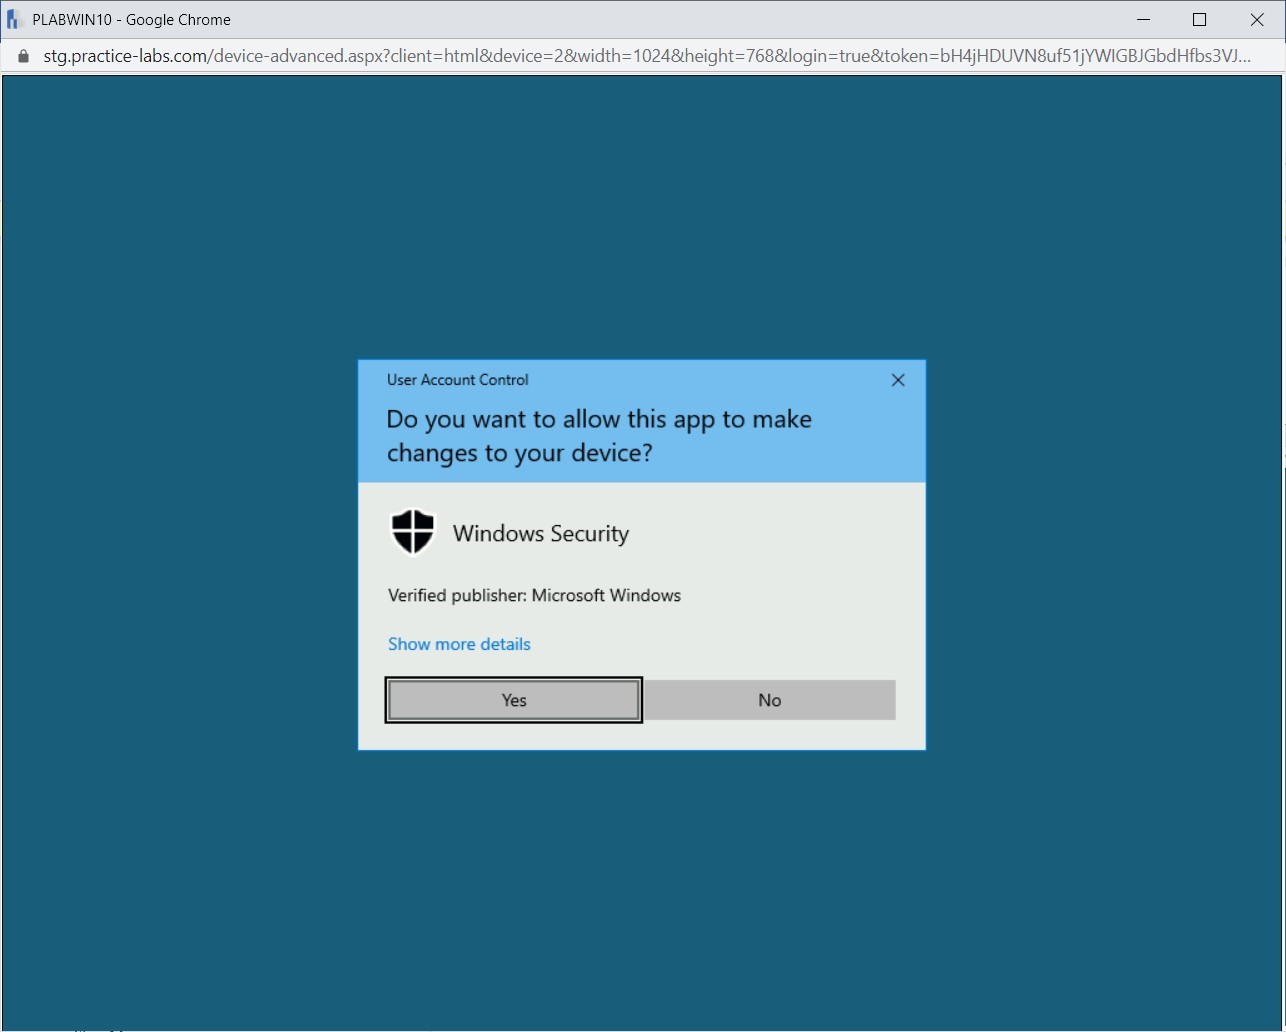 PLABWIN10 - Google Chrome
stg.practice-labs.com/device-advanced.aspx?client=html&device=2&width=1024&height=768&login=true&token=bH4jHDUVN8uf51jYWIGBJGbdHfbs3VJ...
User Account Control
Do you want to allow this app to make
changes to your device?
Windows Security
Verified publisher: Microsoft Windows
Show more details
Yes No